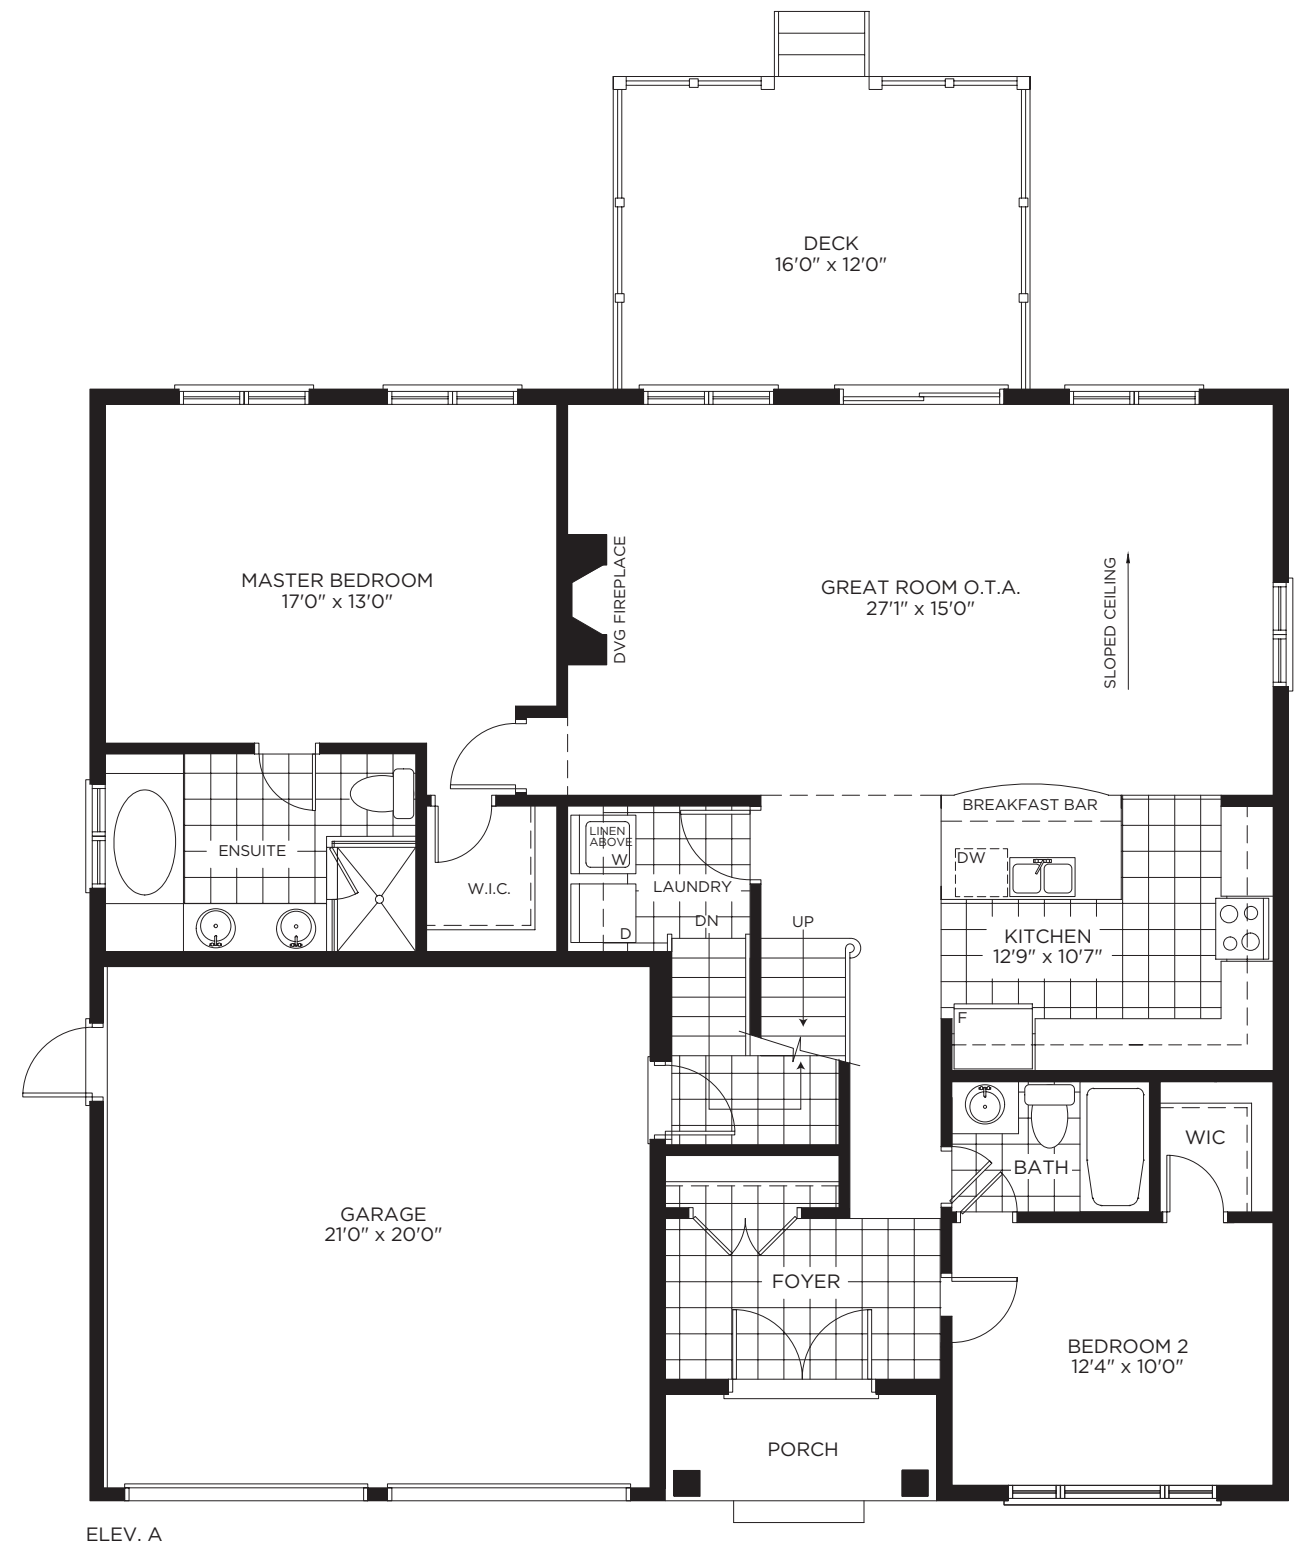 DECK
16'0" x 12'0"
MASTER BEDROOM
17'0" x 13'0"
DVG FIREPLACE
GREAT ROOM O.T.A.
27'1" x 15'0"
SLOPED CEILING
BREAKFAST BAR
ENSUITE
W.I.C.
LINEN
ABOVE
W
LAUNDRY
D
DN
UP
DW
KITCHEN
12'9" x 10'7"
F
BATH
WIC
GARAGE
21'0" x 20'0"
FOYER
BEDROOM 2
12'4" x 10'0"
PORCH
ELEV. A